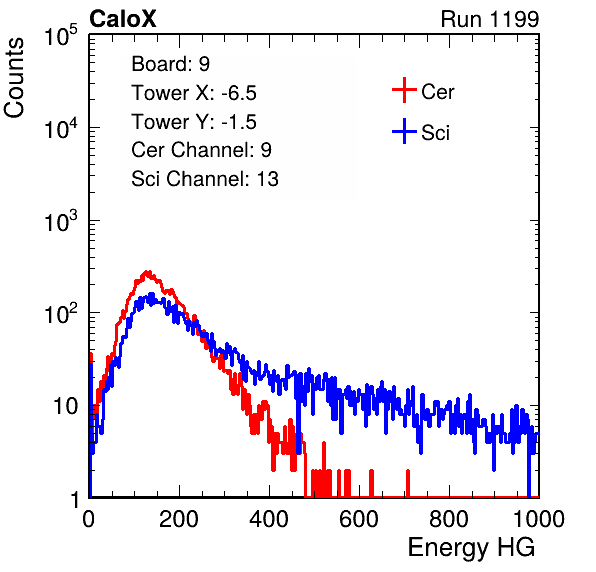 CaloX Run 1199
Counts
10^5
10^4
10^3
10^2
10
1
Board: 9
Tower X: -6.5
Tower Y: -1.5
Cer Channel: 9
Sci Channel: 13
Cer
Sci
0 200 400 600 800 1000
Energy HG